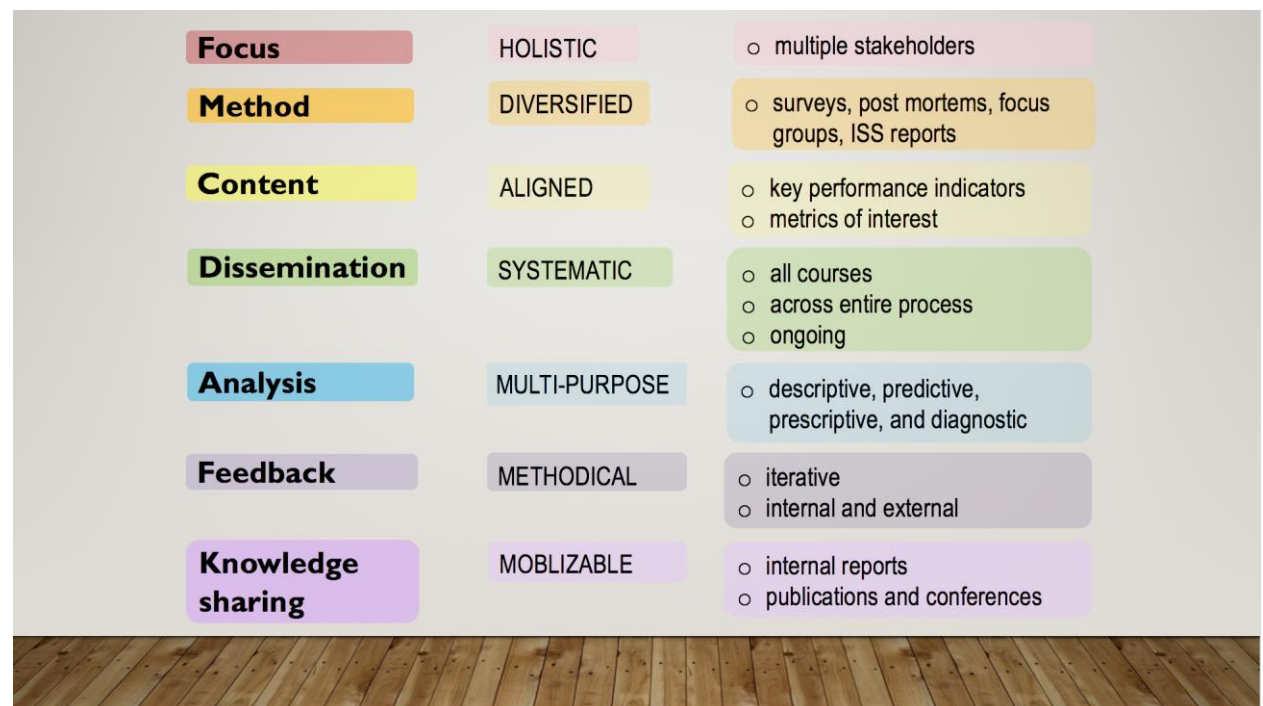 Focus
HOLISTIC
o multiple stakeholders
Method
DIVERSIFIED
o surveys, post mortems, focus
groups, ISS reports
Content
ALIGNED
o key performance indicators
o metrics of interest
Dissemination
SYSTEMATIC
o all courses
o across entire process
o ongoing
Analysis
MULTI-PURPOSE
o descriptive, predictive,
prescriptive, and diagnostic
Feedback
METHODICAL
o iterative
o internal and external
Knowledge
sharing
MOBLIZABLE
o internal reports
o publications and conferences